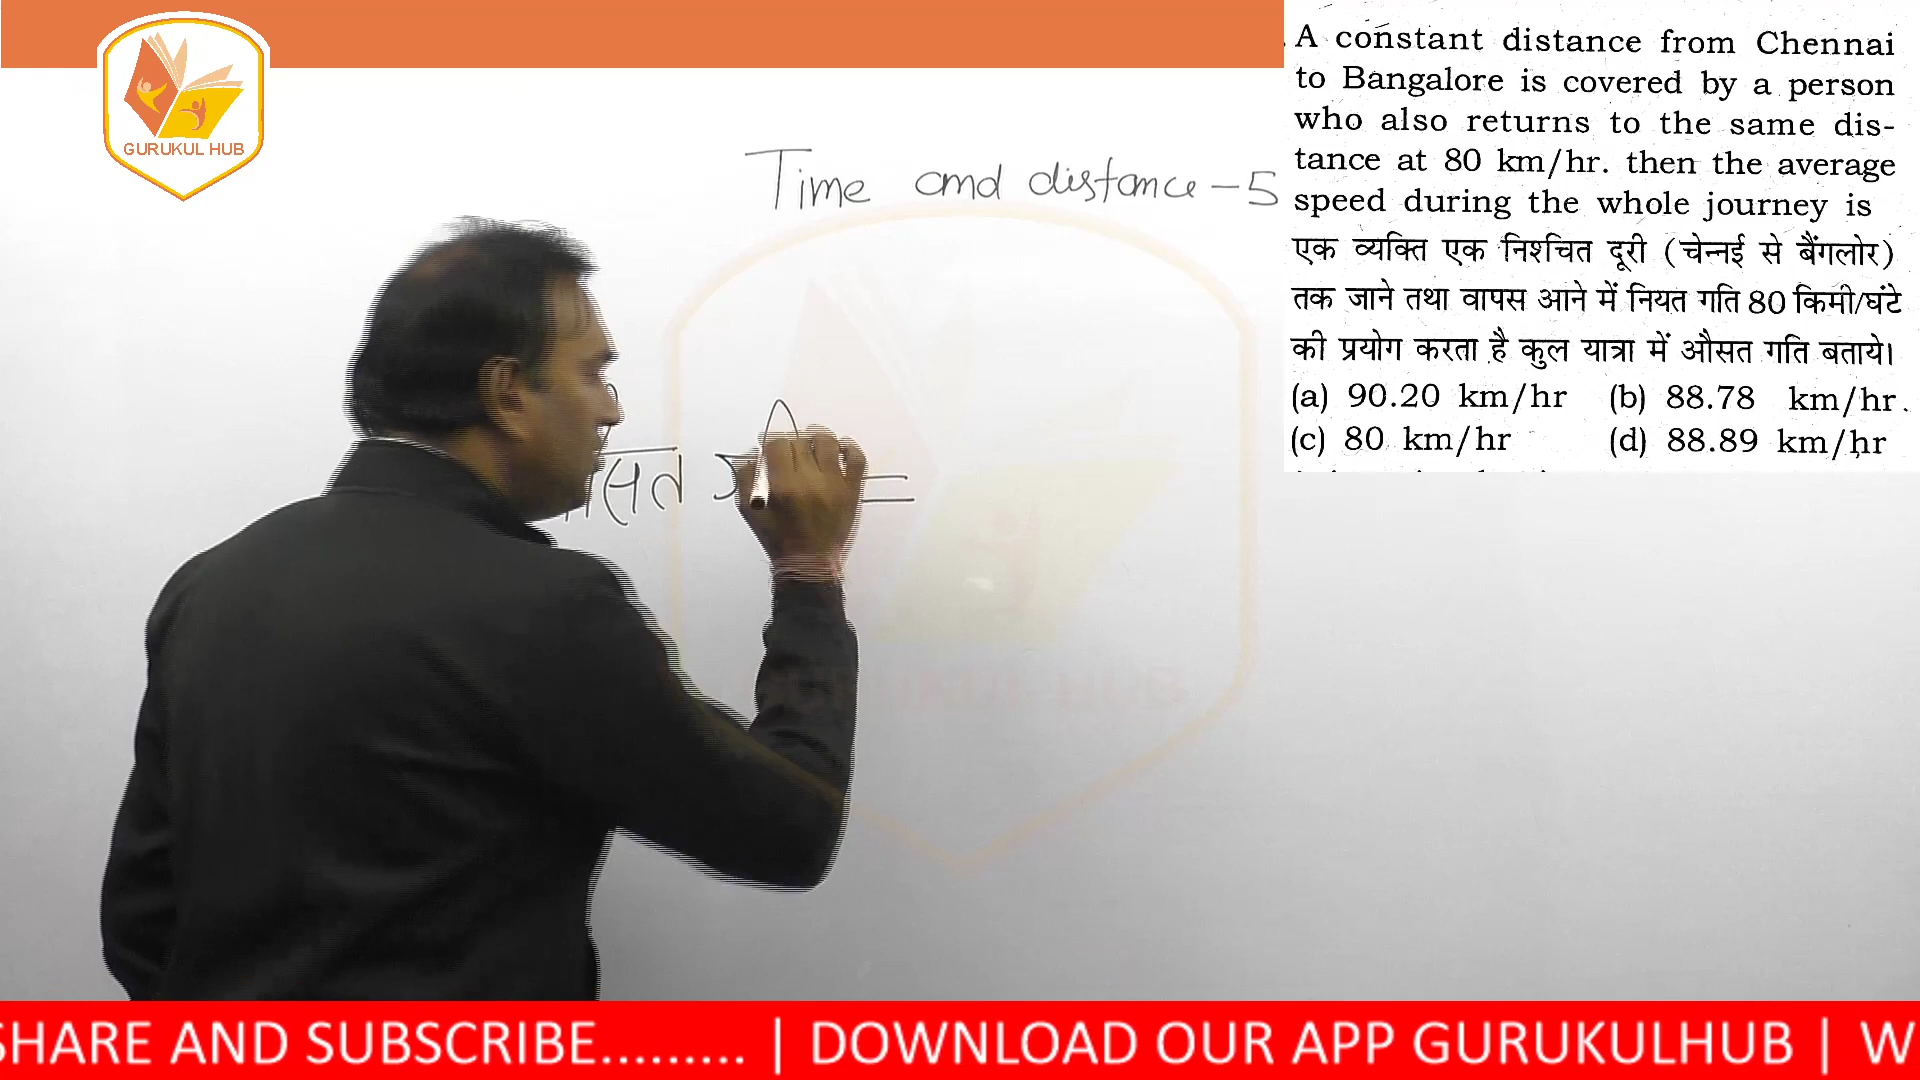 GURUKUL HUB
Time and distance - 5
A constant distance from Chennai
to Bangalore is covered by a person
who also returns to the same dis-
tance at 80 km/hr. then the average
speed during the whole journey is
एक व्यक्ति एक निश्चित दूरी (चेन्नई से बैंगलोर)
तक जाने तथा वापस आने में नियत गति 80 किमी/घंटे
की प्रयोग करता है कुल यात्रा में औसत गति बताये।
(a) 90.20 km/hr (b) 88.78 km/hr.
(c) 80 km/hr (d) 88.89 km/hr
=
SHARE AND SUBSCRIBE......... | DOWNLOAD OUR APP GURUKULHUB | W